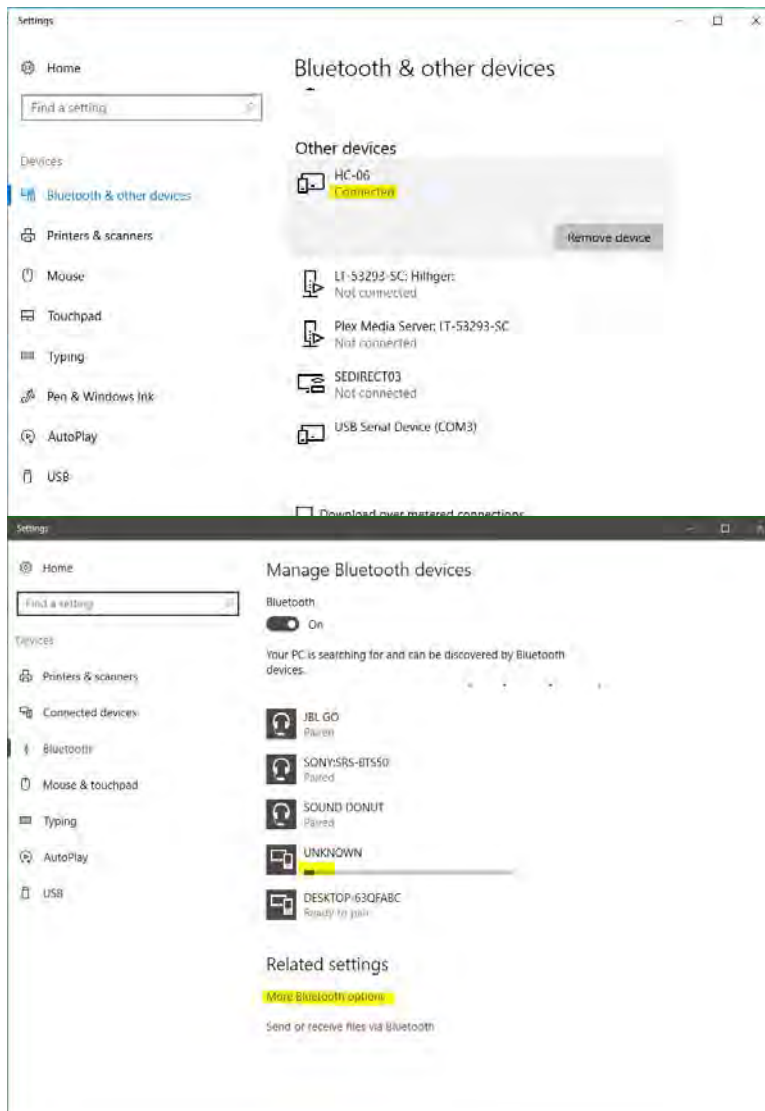 Settings
Home
Bluetooth & other devices
Find a setting
Other devices
HC-06
Connected
Devices
Bluetooth & other devices
Remove device
Printers & scanners
Mouse
LT-53293-SC: Hilfiger:
Not connected
Touchpad
Plex Media Server: LT-53293-SC
Not connected
Typing
SEDIRECT03
Not connected
Pen & Windows Ink
USB Serial Device (COM3)
AutoPlay
USB
Download over metered connections
Settings
Home
Manage Bluetooth devices
Find a setting
Bluetooth
On
Devices
Your PC is searching for and can be discovered by Bluetooth
devices.
Printers & scanners
Connected devices
JBL GO
Paired
Bluetooth
SONY:SRS-BTS50
Paired
Mouse & touchpad
SOUND DONUT
Paired
Typing
UNKNOWN
AutoPlay
USB
DESKTOP-63QFABC
Ready to pair
Related settings
More Bluetooth options
Send or receive files via Bluetooth